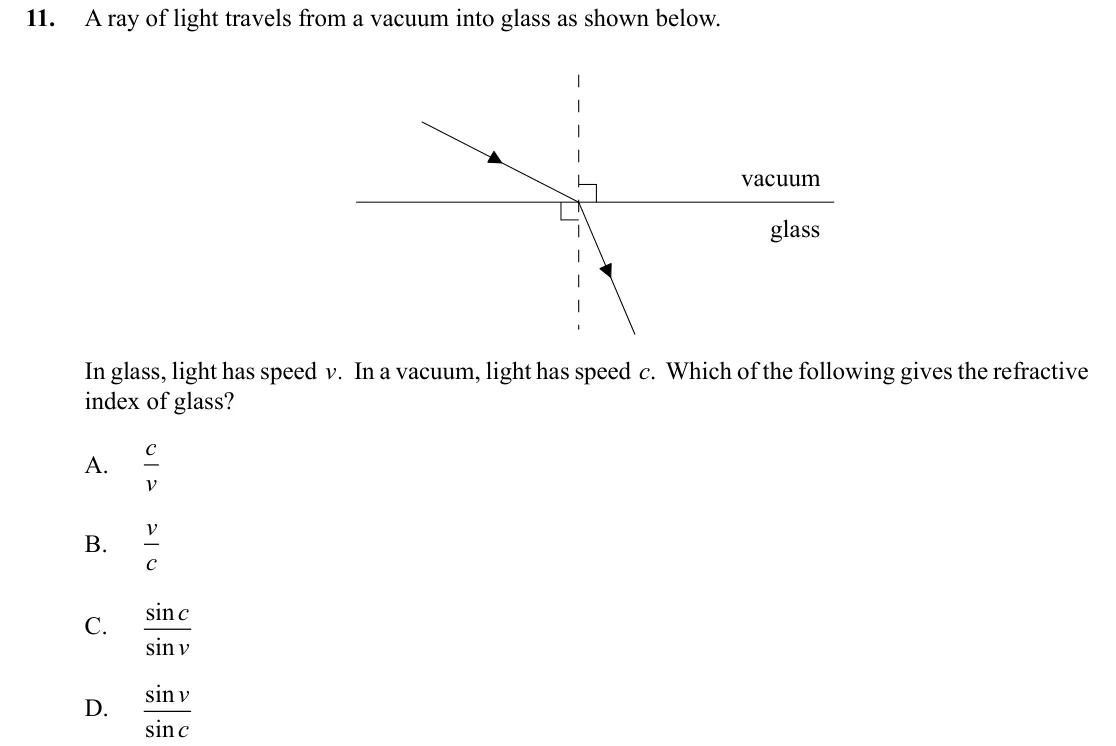 11. A ray of light travels from a vacuum into glass as shown below.
vacuum
glass
In glass, light has speed v. In a vacuum, light has speed c. Which of the following gives the refractive
index of glass?
A. c/v
B. v/c
C. sin c/sin v
D. sin v/sin c